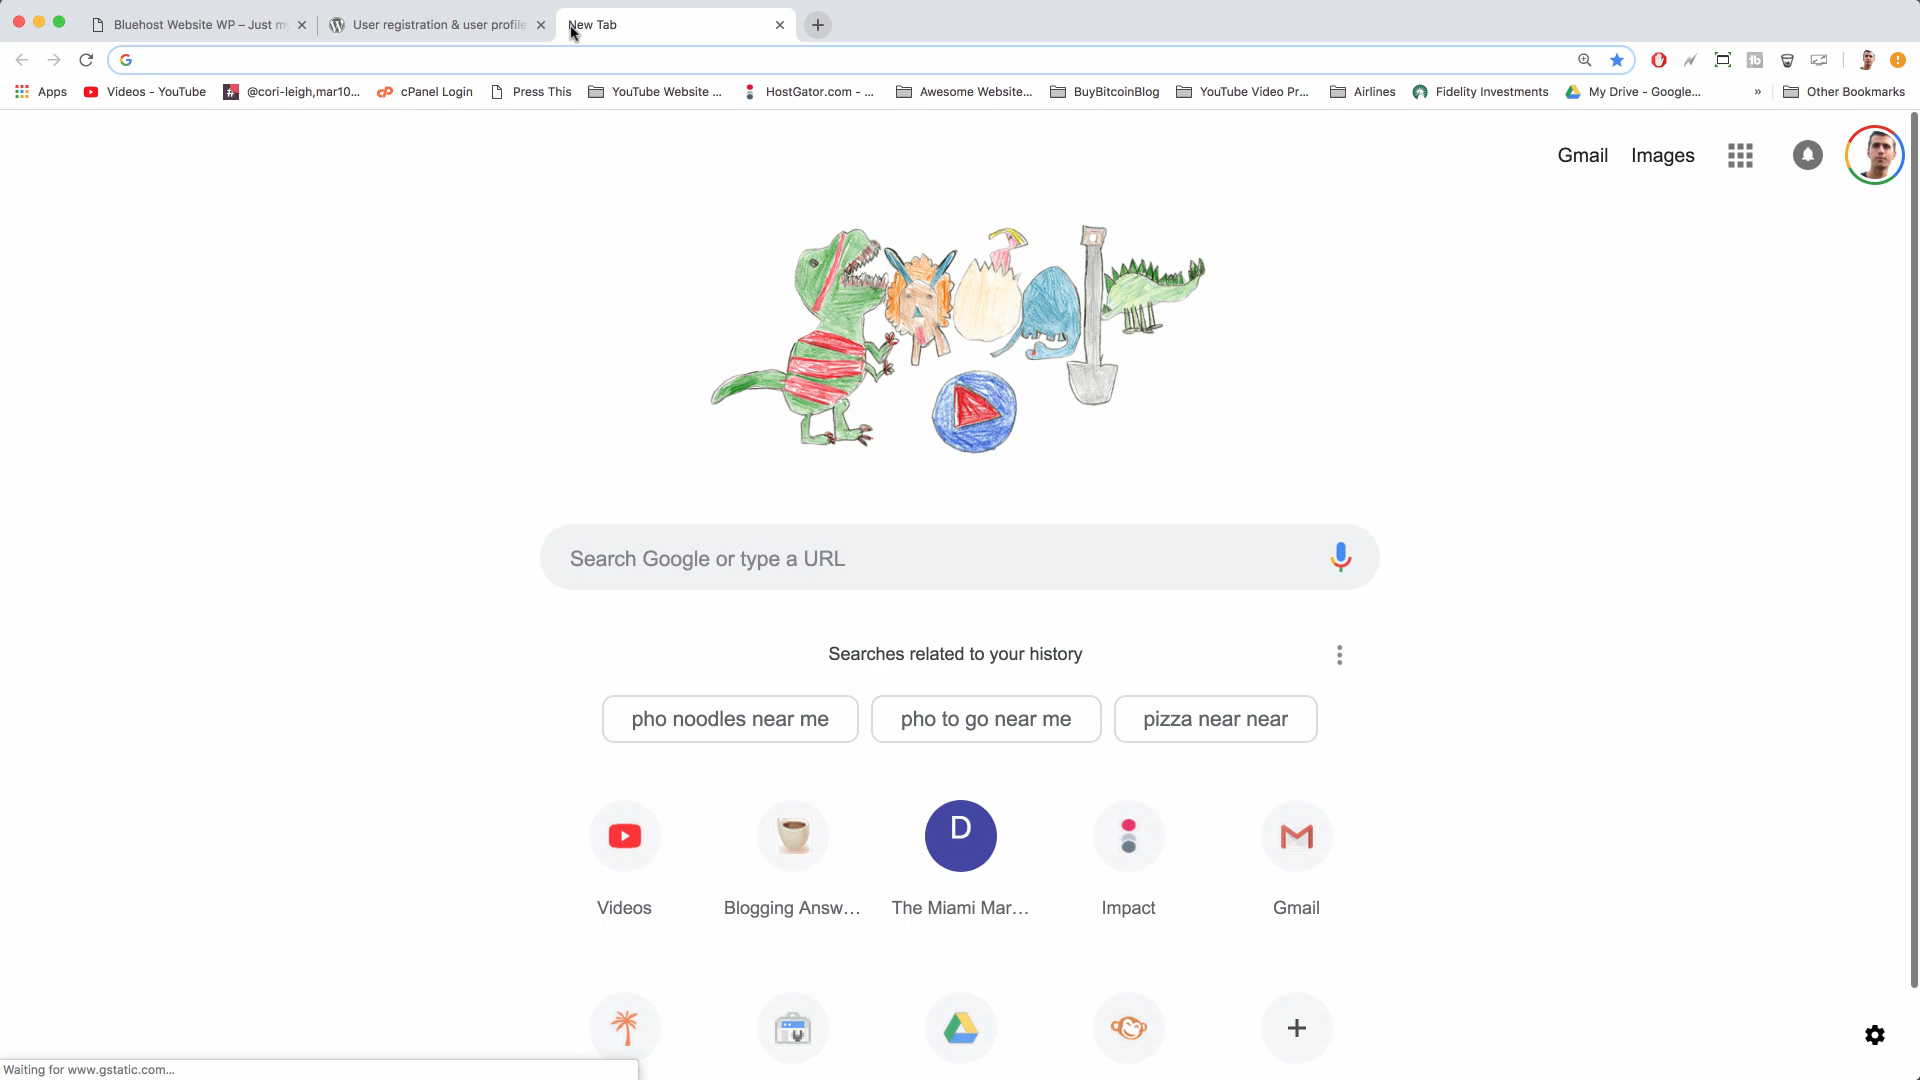 Bluehost Website WP – Just my
User registration & user profile
New Tab
Apps
Videos - YouTube
@cori-leigh,mar10...
cPanel Login
Press This
YouTube Website ...
HostGator.com - ...
Awesome Website...
BuyBitcoinBlog
YouTube Video Pr...
Airlines
Fidelity Investments
My Drive - Google...
»
Other Bookmarks
Gmail
Images
Search Google or type a URL
Searches related to your history
pho noodles near me
pho to go near me
pizza near near
D
Videos
Blogging Answ...
The Miami Mar...
Impact
Gmail
Waiting for www.gstatic.com...